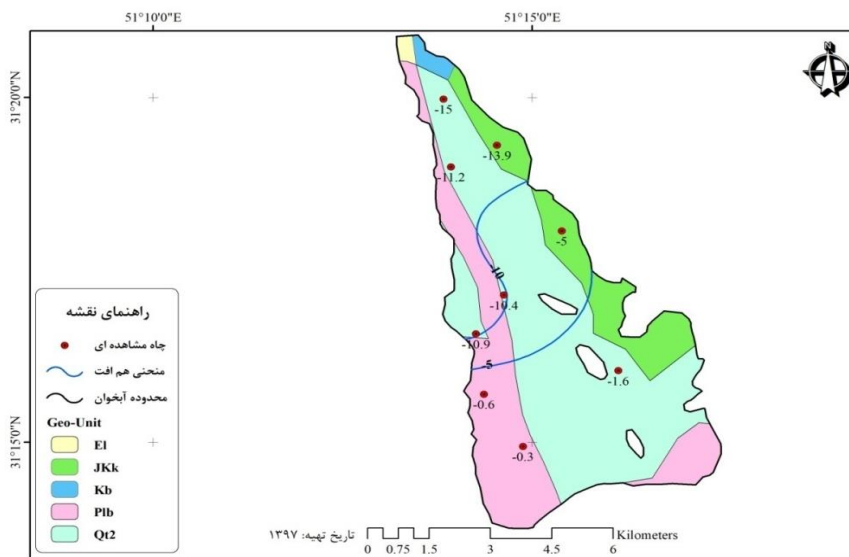 51°10'0"E
51°15'0"E
N
31°20'0"N
31°15'0"N
-15
-13.9
-11.2
-5
-10
-10.4
-10.9
-5
-1.6
-0.6
-0.3
راهنمای نقشه
چاه مشاهده ای
منحنی هم افت
محدوده آبخوان
Geo-Unit
El
JKk
Kb
Plb
Qt2
تاریخ تهیه: ۱۳۹۷
Kilometers
0 0.75 1.5 3 4.5 6